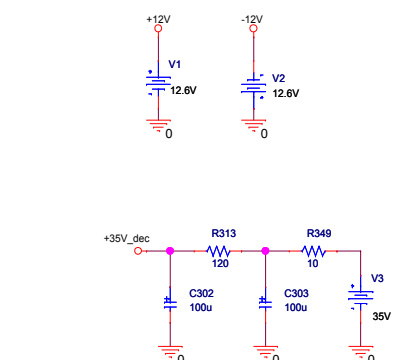 +12V
-12V
V1
12.6V
V2
12.6V
0
0
R313
R349
+35V_dec
120
10
C302
100u
C303
100u
V3
35V
0
0
0